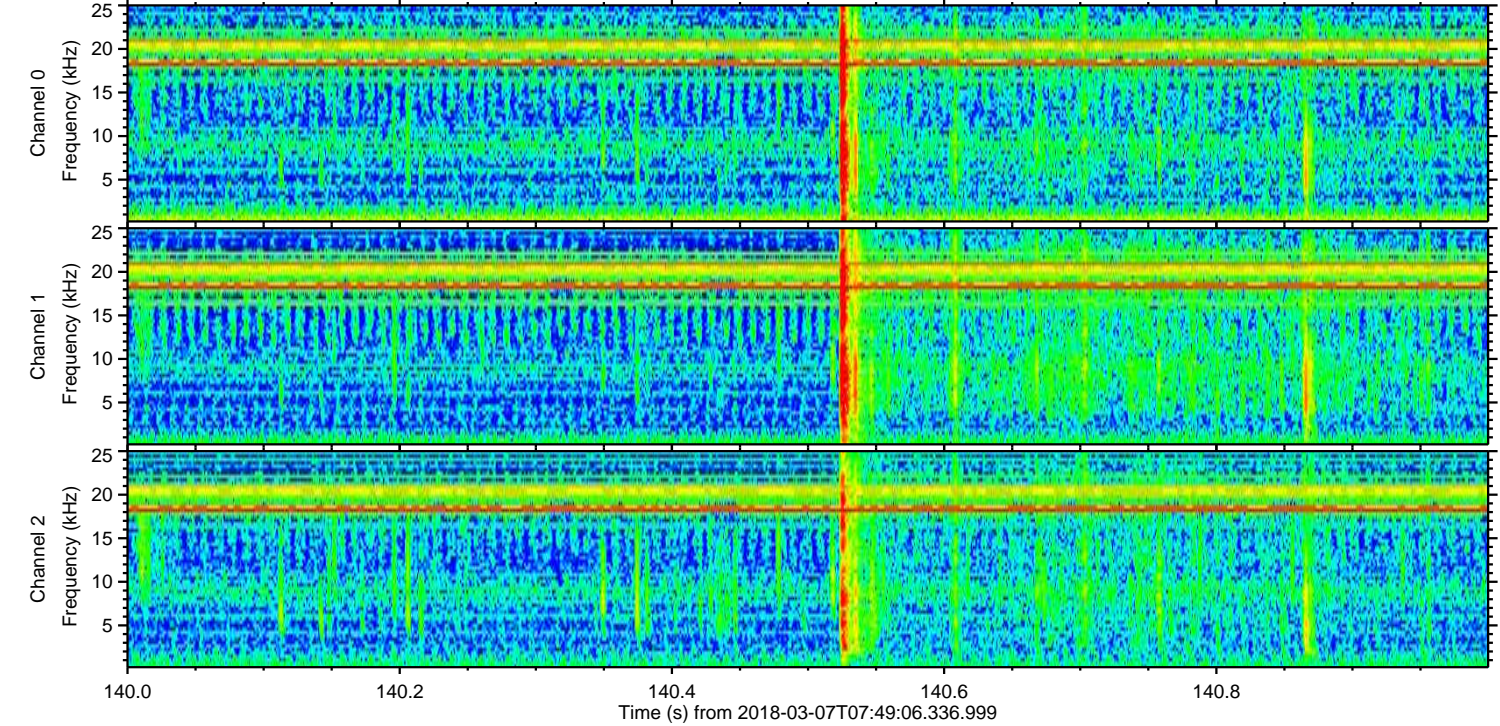 25
20
15
10
5
Channel 0
Frequency (kHz)
25
20
15
10
5
Channel 1
Frequency (kHz)
25
20
15
10
5
Channel 2
Frequency (kHz)
140.0 140.2 140.4 140.6 140.8
Time (s) from 2018-03-07T07:49:06.336.999